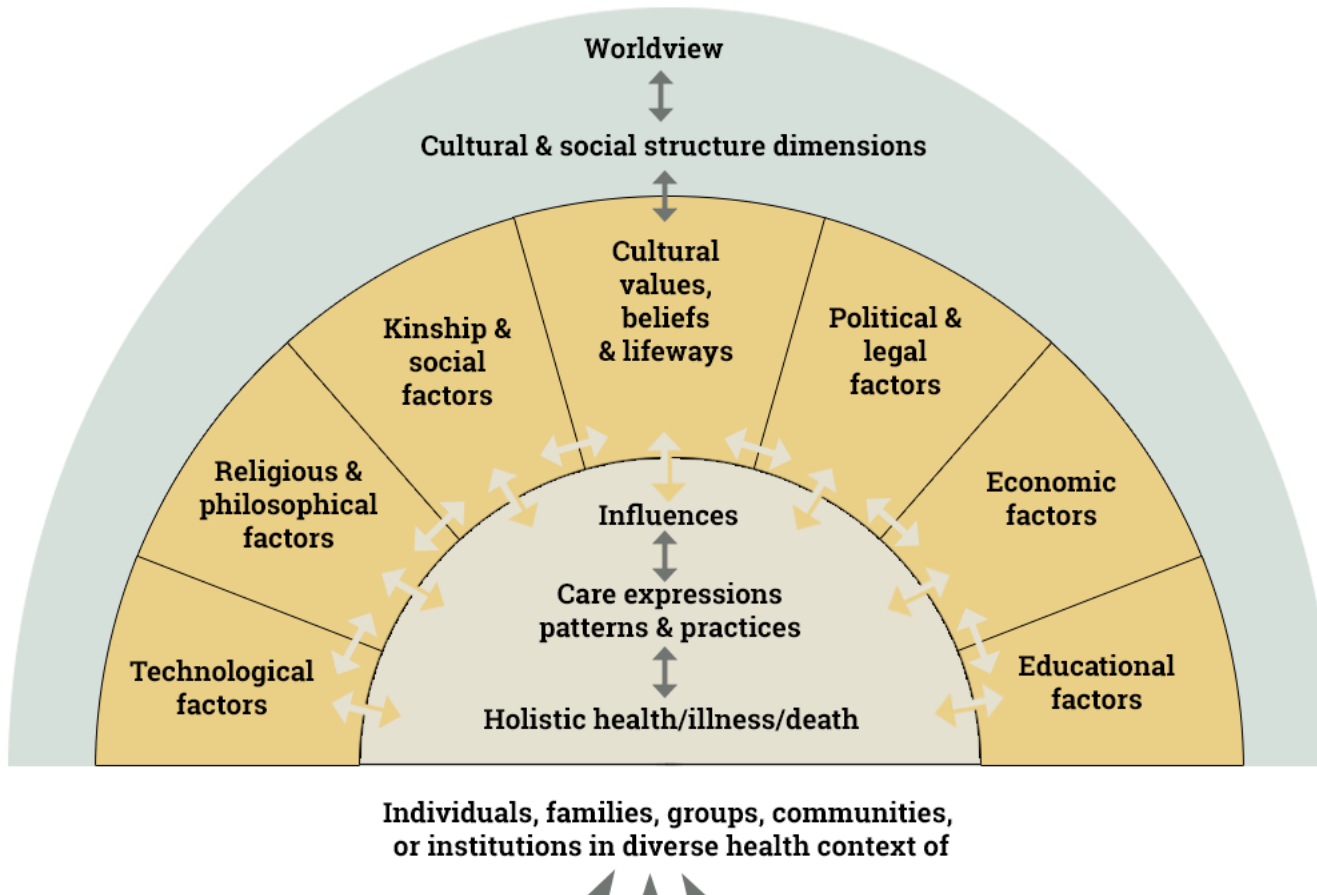 Worldview
Cultural & social structure dimensions
Cultural
values,
beliefs
& lifeways
Kinship &
social
factors
Political &
legal
factors
Religious &
philosophical
factors
Economic
factors
Technological
factors
Educational
factors
Influences
Care expressions
patterns & practices
Holistic health/illness/death
Individuals, families, groups, communities,
or institutions in diverse health context of